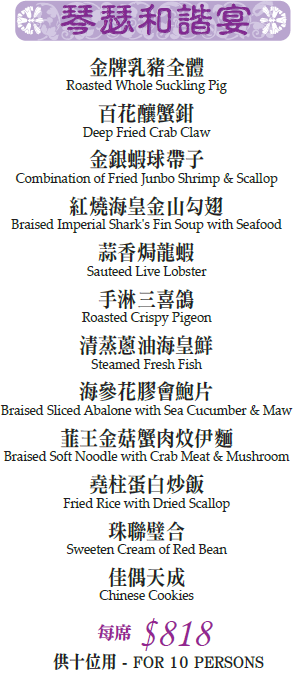 琴瑟和諧宴
金牌乳豬全體
Roasted Whole Suckling Pig
百花釀蟹鉗
Deep Fried Crab Claw
金銀蝦球帶子
Combination of Fried Junbo Shrimp & Scallop
紅燒海皇金山勾翅
Braised Imperial Shark's Fin Soup with Seafood
蒜香焗龍蝦
Sauteed Live Lobster
手淋三喜鴿
Roasted Crispy Pigeon
清蒸蔥油海皇鮮
Steamed Fresh Fish
海參花膠會鮑片
Braised Sliced Abalone with Sea Cucumber & Maw
韮王金菇蟹肉炆伊麵
Braised Soft Noodle with Crab Meat & Mushroom
堯柱蛋白炒飯
Fried Rice with Dried Scallop
珠聯璧合
Sweeten Cream of Red Bean
佳偶天成
Chinese Cookies
每席 $818
供十位用 - FOR 10 PERSONS